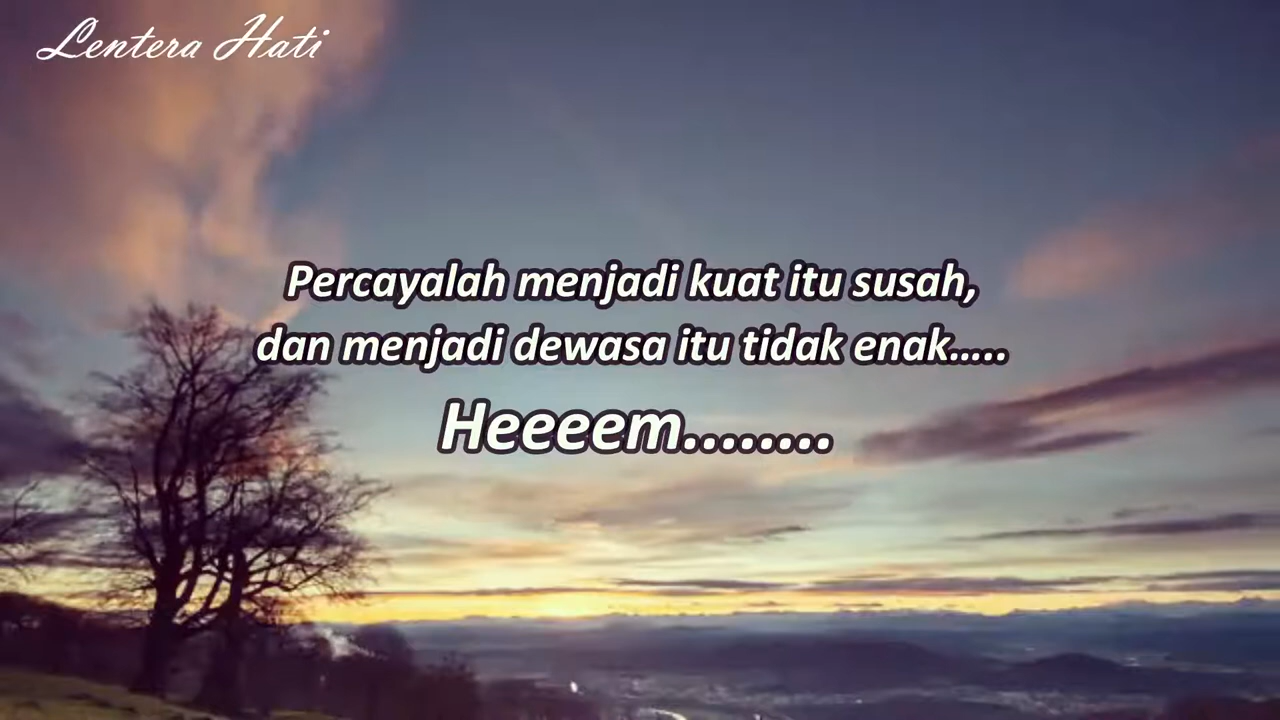 Lentera Hati
Percayalah menjadi kuat itu susah,
dan menjadi dewasa itu tidak enak.....
Heeeem........